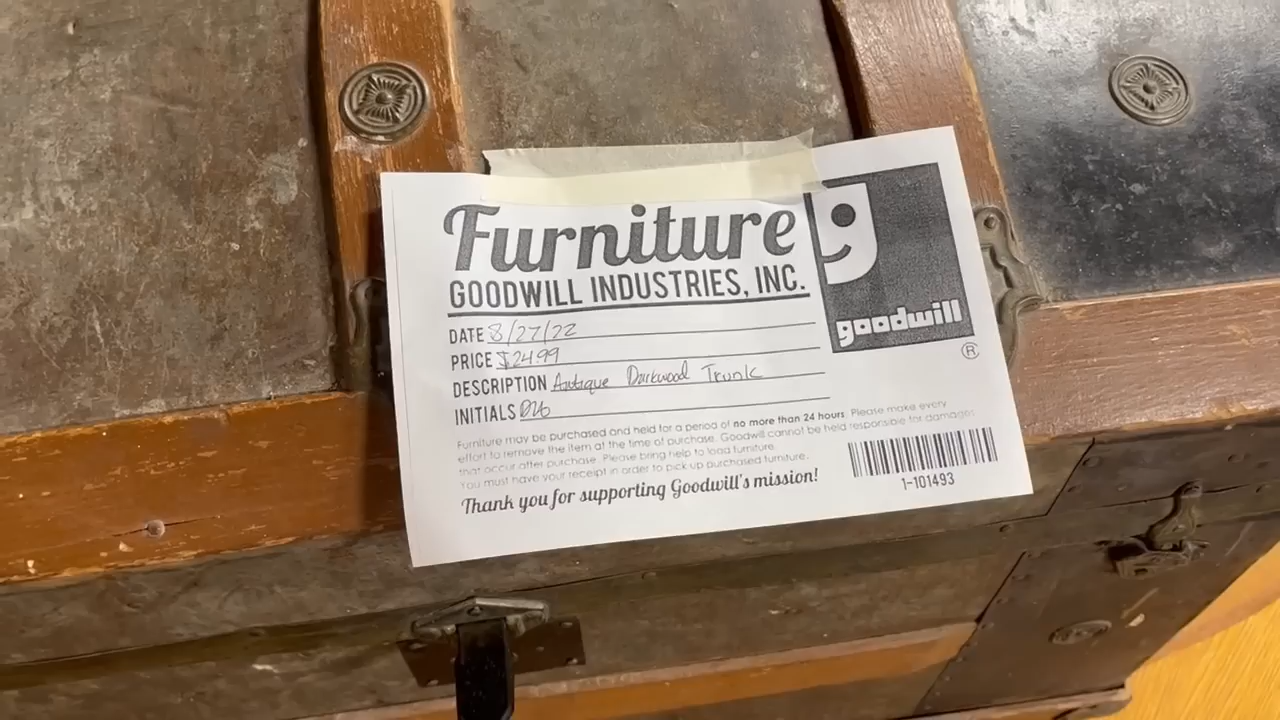 Furniture
GOODWILL INDUSTRIES, INC.
goodwill
®
DATE 8/27/22
PRICE $24.99
DESCRIPTION Antique Darkwood Trunk
INITIALS
Furniture may be purchased and held for a period of no more than 24 hours. Please make every
effort to remove the item at the time of purchase. Goodwill cannot be held responsible for damages
that occur after purchase. Please bring help to load furniture.
You must have your receipt in order to pick up purchased furniture.
Thank you for supporting Goodwill's mission!
1-101493